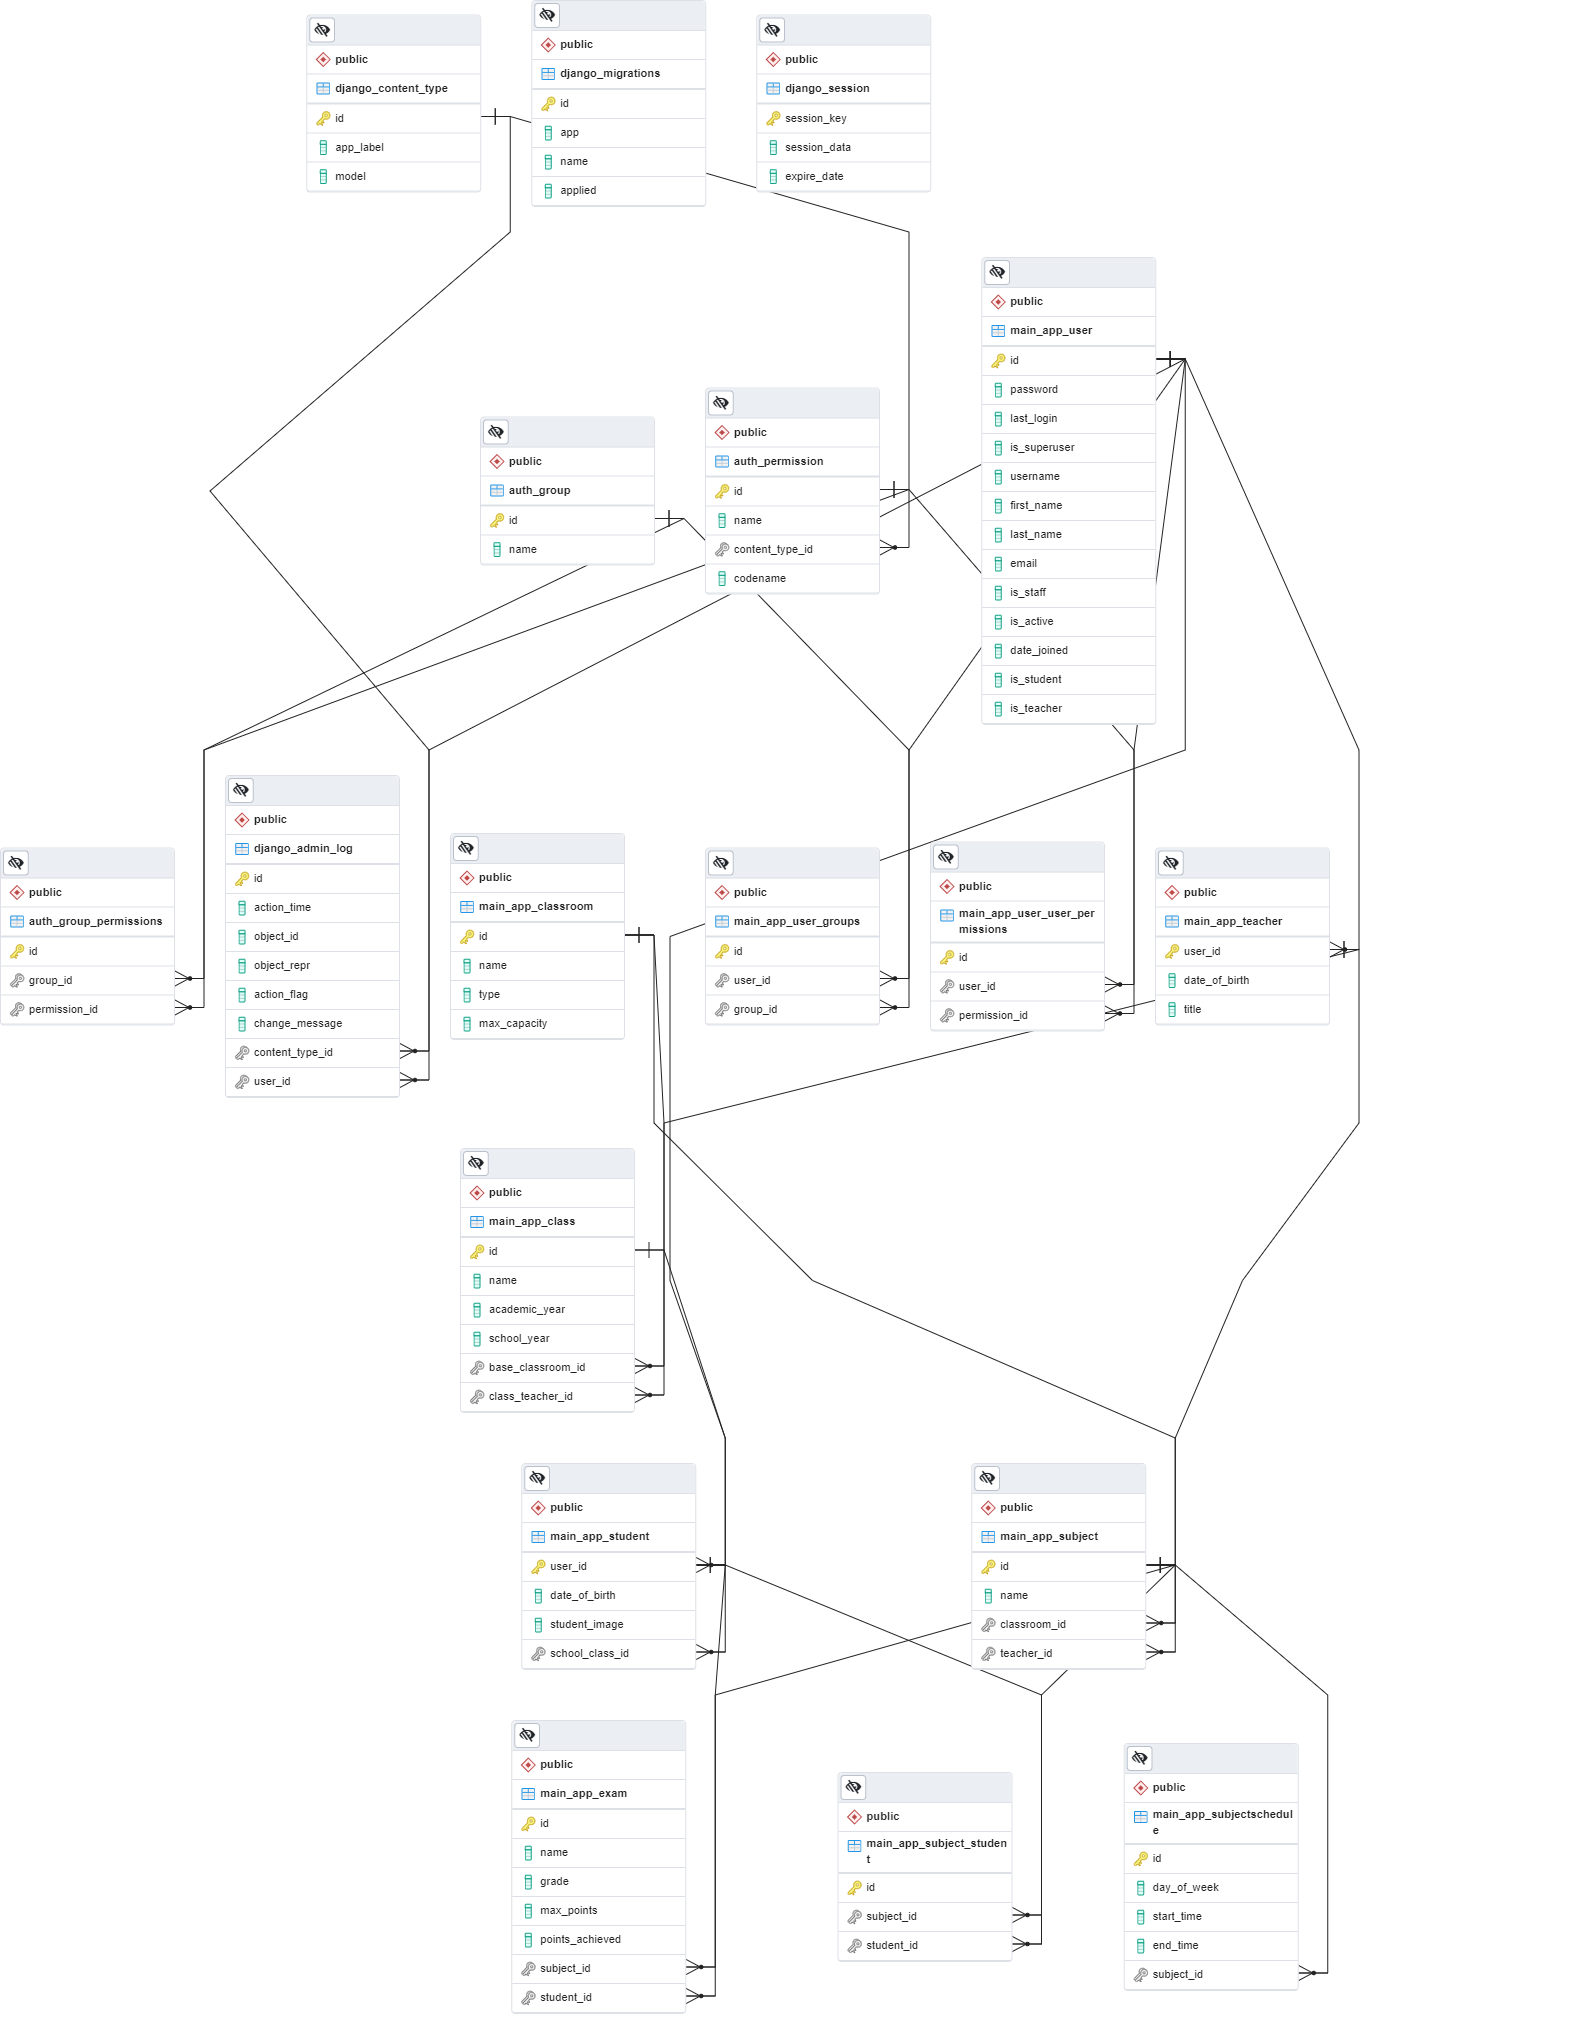 public
django_content_type
id
app_label
model
public
django_migrations
id
app
name
applied
public
django_session
session_key
session_data
expire_date
public
main_app_user
id
password
last_login
is_superuser
username
first_name
last_name
email
is_staff
is_active
date_joined
is_student
is_teacher
public
auth_group
id
name
public
auth_permission
id
name
content_type_id
codename
public
auth_group_permissions
id
group_id
permission_id
public
django_admin_log
id
action_time
object_id
object_repr
action_flag
change_message
content_type_id
user_id
public
main_app_classroom
id
name
type
max_capacity
public
main_app_user_groups
id
user_id
group_id
public
main_app_user_user_per
missions
id
user_id
permission_id
public
main_app_teacher
user_id
date_of_birth
title
public
main_app_class
id
name
academic_year
school_year
base_classroom_id
class_teacher_id
public
main_app_student
user_id
date_of_birth
student_image
school_class_id
public
main_app_subject
id
name
classroom_id
teacher_id
public
main_app_exam
id
name
grade
max_points
points_achieved
subject_id
student_id
public
main_app_subject_studen
t
id
subject_id
student_id
public
main_app_subjectschedul
e
id
day_of_week
start_time
end_time
subject_id